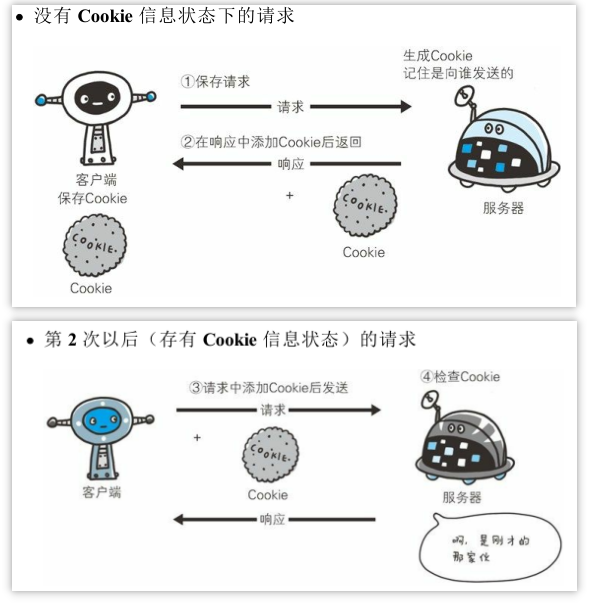 • 没有 Cookie 信息状态下的请求
生成Cookie
记住是向谁发送的
①保存请求
请求
②在响应中添加Cookie后返回
响应
+
客户端
保存Cookie
COOKIE.
COOKIE.
服务器
Cookie
Cookie
• 第 2 次以后（存有 Cookie 信息状态）的请求
④检查Cookie
③请求中添加Cookie后发送
请求
+
COOKIE.
客户端
Cookie
服务器
响应
啊，是刚才的
那家伙